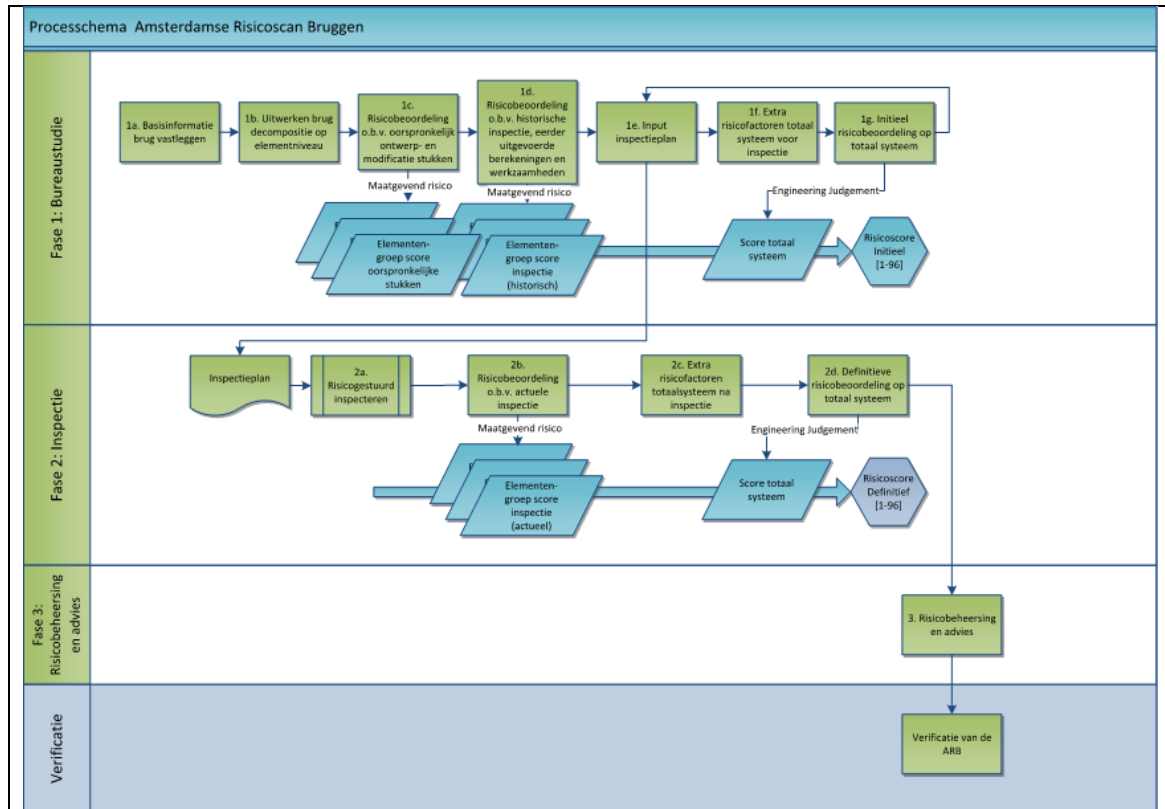 Processchema Amsterdamse Risicoscan Bruggen
Fase 1: Bureaustudie
1a. Basisinformatie
brug vastleggen
1b. Uitwerken brug
decompositie op
elementniveau
1c.
Risicobeoordeling
o.b.v. oorspronkelijk
ontwerp- en
modificatie stukken
1d.
Risicobeoordeling
o.b.v. historische
inspectie, eerder
uitgevoerde
berekeningen en
werkzaamheden
1e. Input
inspectieplan
1f. Extra
risicofactoren totaal
systeem voor
inspectie
1g. Initieel
risicobeoordeling op
totaal systeem
Maatgevend risico
Maatgevend risico
Engineering Judgement
Elementen-
groep score
oorspronkelijke
stukken
Elementen-
groep score
inspectie
(historisch)
Score totaal
systeem
Risicoscore
Initieel
[1-96]
Fase 2: Inspectie
Inspectieplan
2a.
Risicogestuurd
inspecteren
2b.
Risicobeoordeling
o.b.v. actuele
inspectie
2c. Extra
risicofactoren
totaalsysteem na
inspectie
2d. Definitieve
risicobeoordeling op
totaal systeem
Maatgevend risico
Engineering Judgement
Elementen-
groep score
inspectie
(actueel)
Score totaal
systeem
Risicoscore
Definitief
[1-96]
Fase 3:
Risicobeheersing
en advies
3. Risicobeheersing
en advies
Verificatie
Verificatie van de
ARB